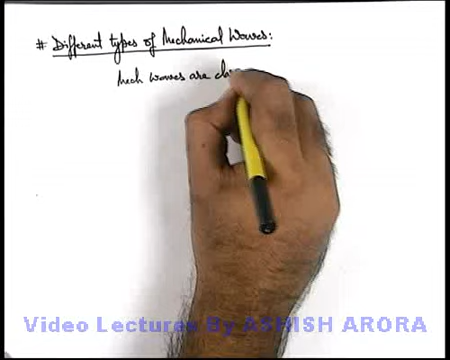 # Different types of Mechanical Waves:
Mech waves are
Video Lectures By ASHISH ARORA